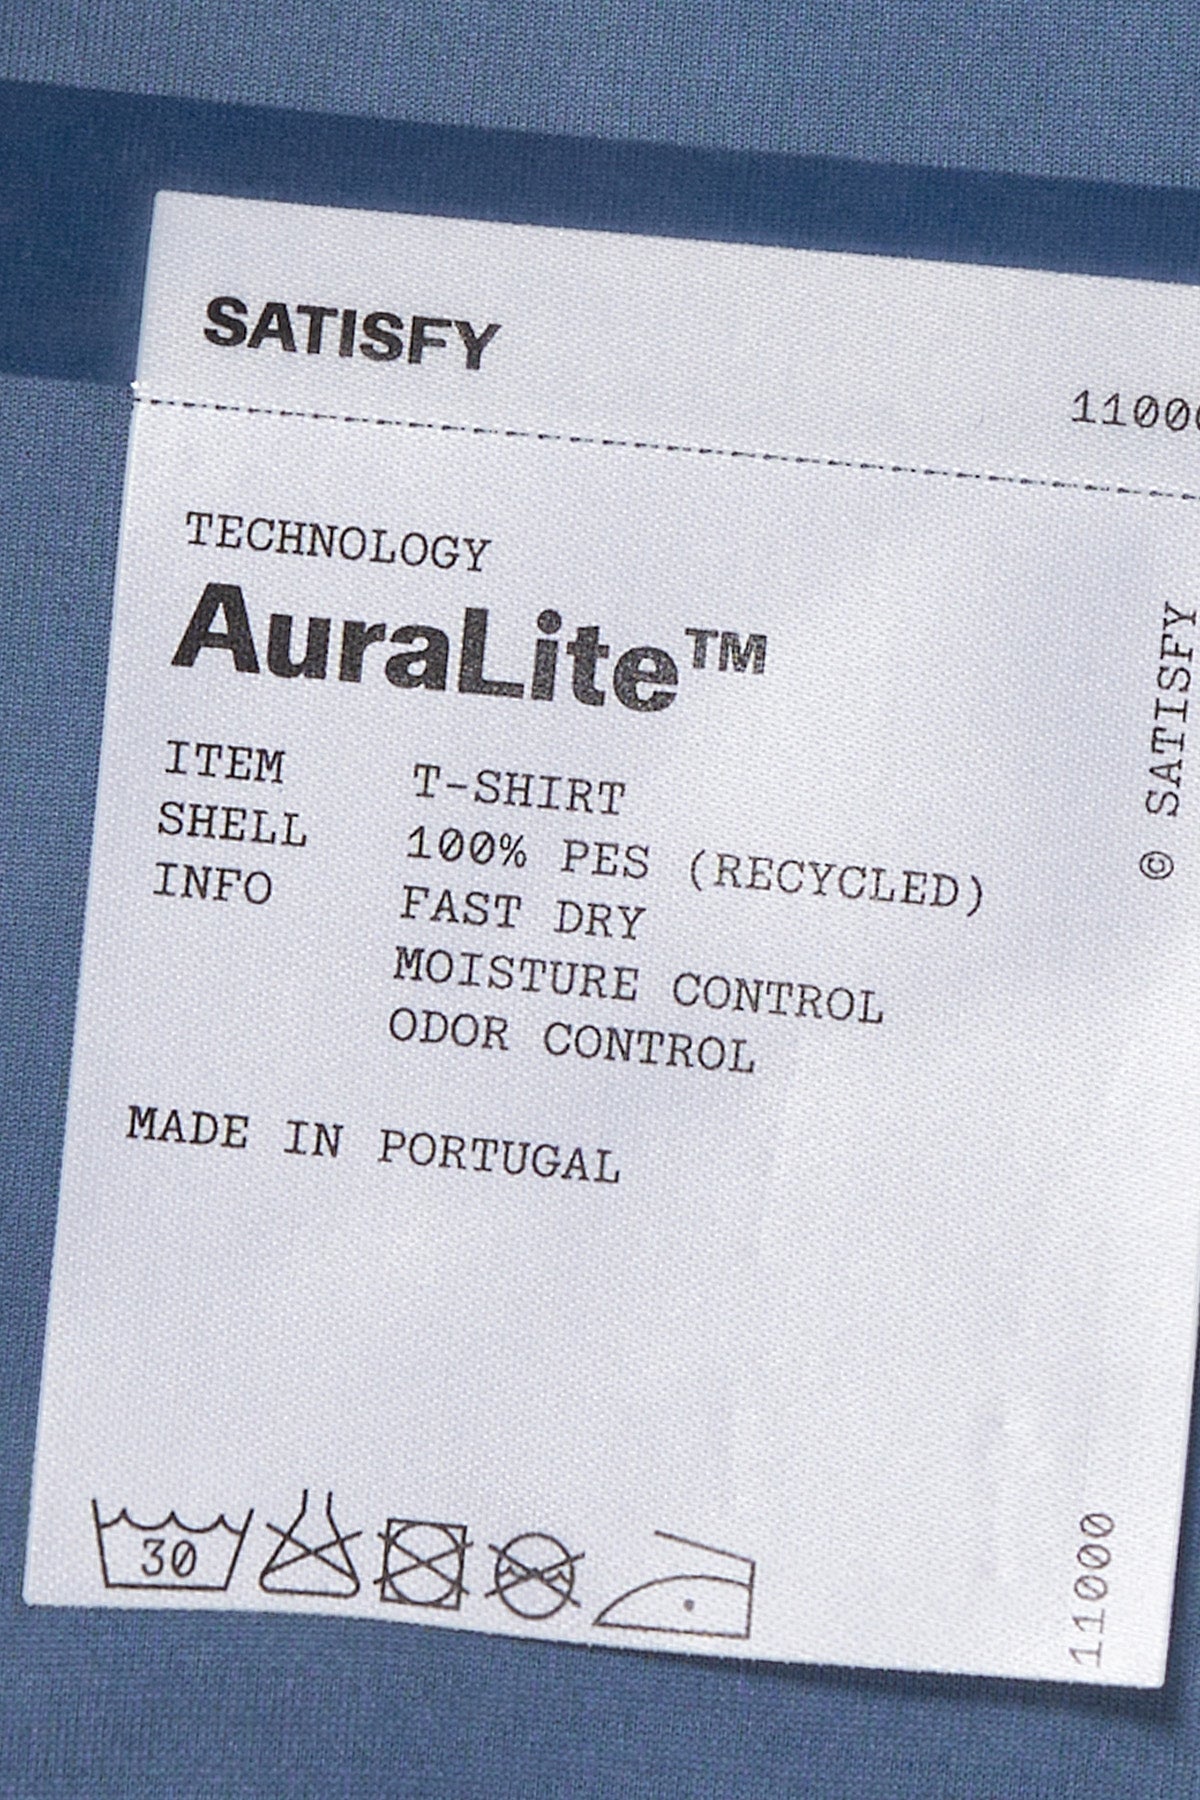 SATISFY
TECHNOLOGY
AuraLite™
ITEM T-SHIRT
SHELL 100% PES (RECYCLED)
INFO FAST DRY
MOISTURE CONTROL
ODOR CONTROL
MADE IN PORTUGAL
30
© SATISFY
11000